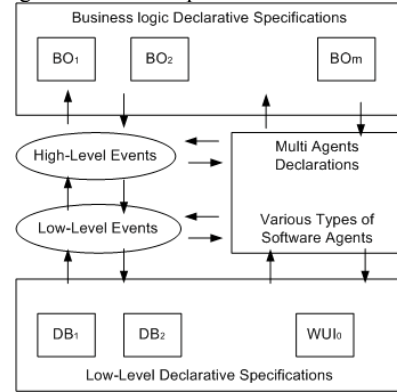 Business logic Declarative Specifications
BO1
BO2
BOm
High-Level Events
Multi Agents
Declarations
Low-Level Events
Various Types of
Software Agents
DB1
DB2
WUI0
Low-Level Declarative Specifications